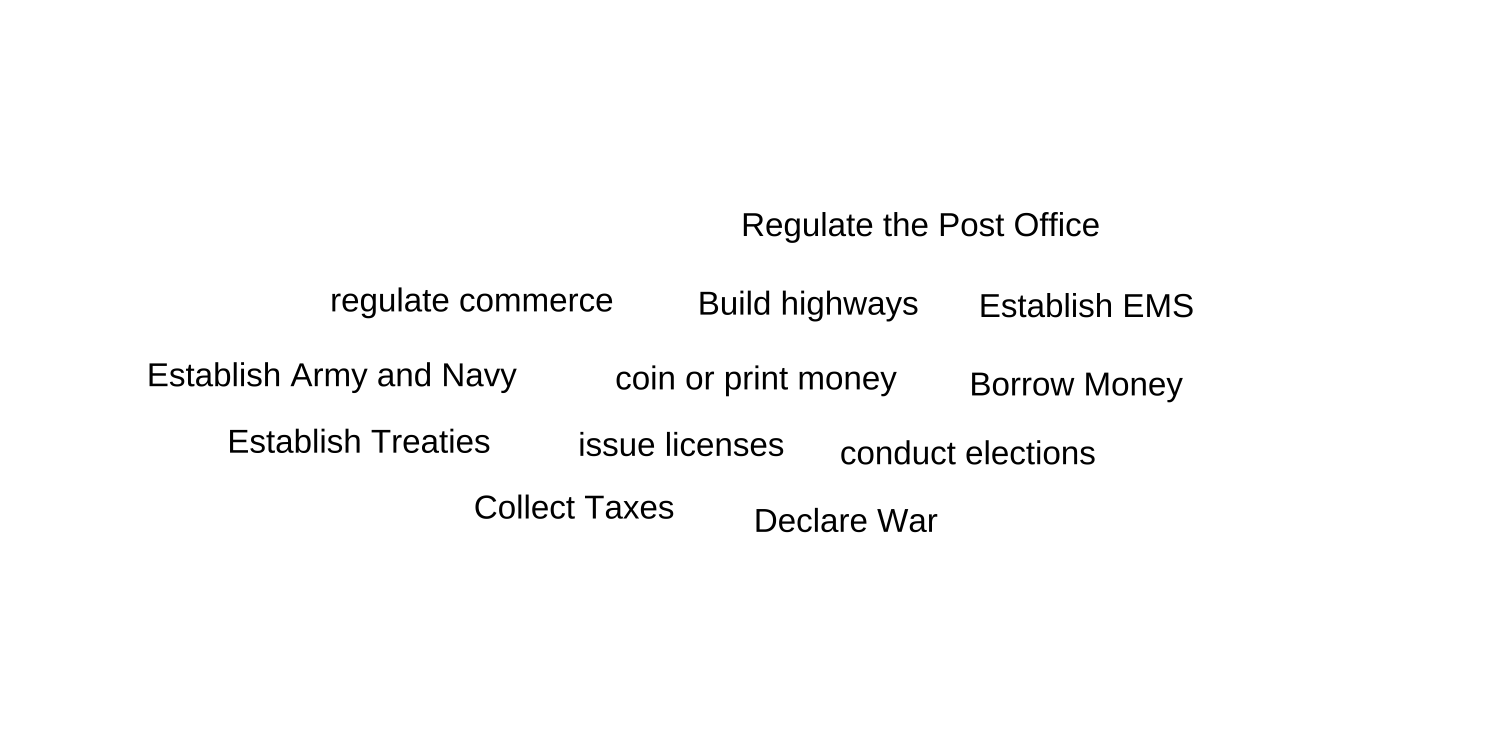 Regulate the Post Office
regulate commerce Build highways Establish EMS
Establish Army and Navy coin or print money Borrow Money
Establish Treaties issue licenses conduct elections
Collect Taxes Declare War